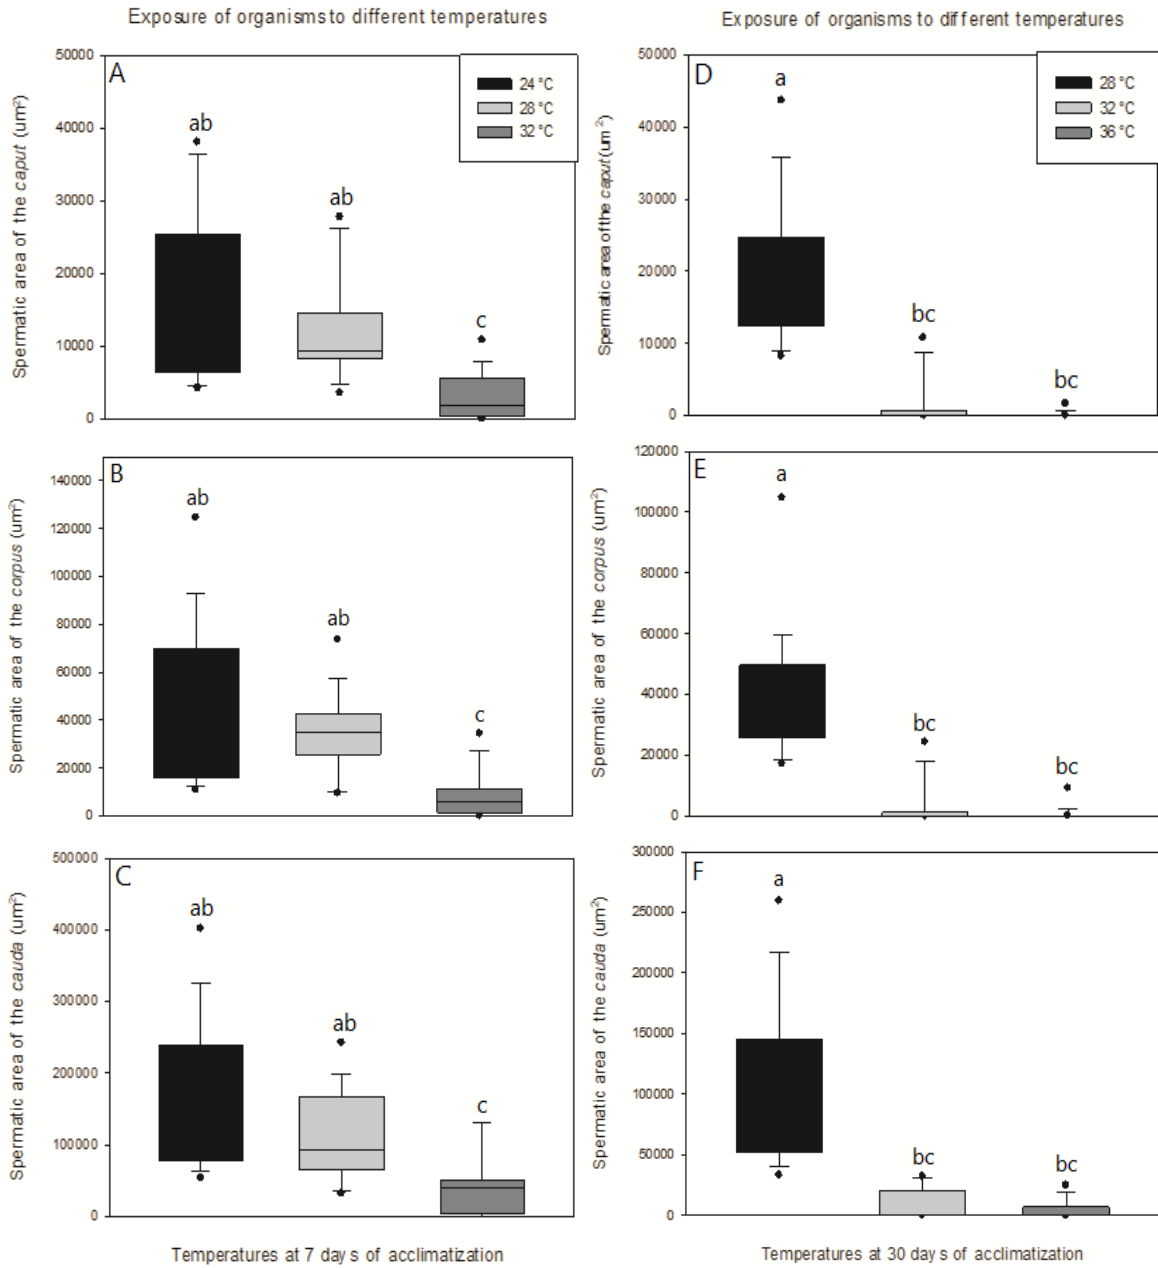 Exposure of organisms to different temperatures
Exposure of organisms to different temperatures
A
Spermatic area of the caput (um²)
50000
40000
30000
20000
10000
0
24 °C
28 °C
32 °C
ab
ab
c
D
Spermatic area of the caput (um²)
50000
40000
30000
20000
10000
0
28 °C
32 °C
36 °C
a
bc
bc
B
Spermatic area of the corpus (um²)
140000
120000
100000
80000
60000
40000
20000
0
ab
ab
c
E
Spermatic area of the corpus (um²)
120000
100000
80000
60000
40000
20000
0
a
bc
bc
C
Spermatic area of the cauda (um²)
500000
400000
300000
200000
100000
0
ab
ab
c
F
Spermatic area of the cauda (um²)
300000
250000
200000
150000
100000
50000
0
a
bc
bc
Temperatures at 7 days of acclimatization
Temperatures at 30 days of acclimatization